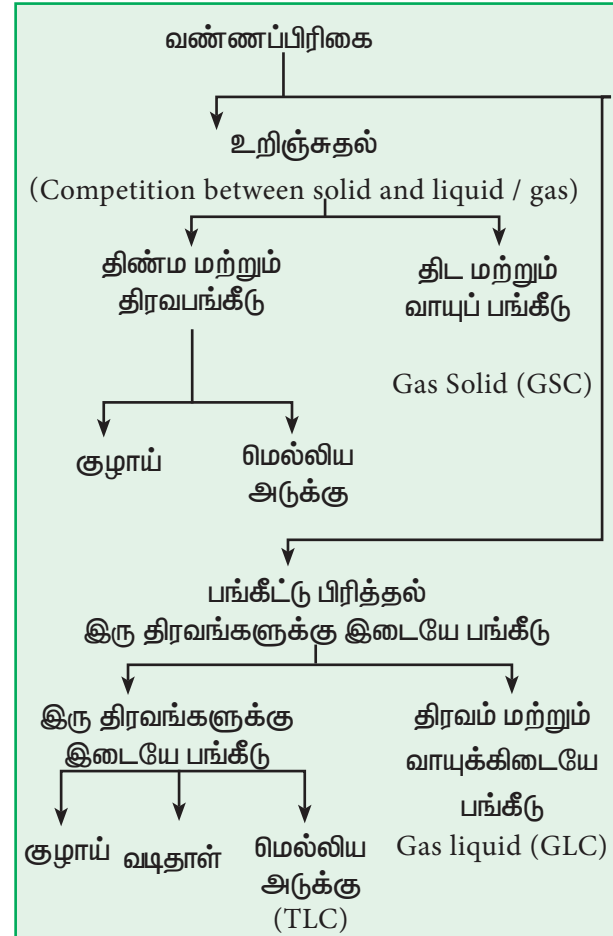 வண்ணப்பிரிகை
உறிஞ்சுதல்
(Competition between solid and liquid / gas)
திண்ம மற்றும்
திரவபங்கீடு
திட மற்றும்
வாயுப் பங்கீடு
Gas Solid (GSC)
குழாய்
மெல்லிய
அடுக்கு
பங்கீட்டு பிரித்தல்
இரு திரவங்களுக்கு இடையே பங்கீடு
இரு திரவங்களுக்கு
இடையே பங்கீடு
திரவம் மற்றும்
வாயுக்கிடையே
பங்கீடு
Gas liquid (GLC)
குழாய்
வடிதாள்
மெல்லிய
அடுக்கு
(TLC)